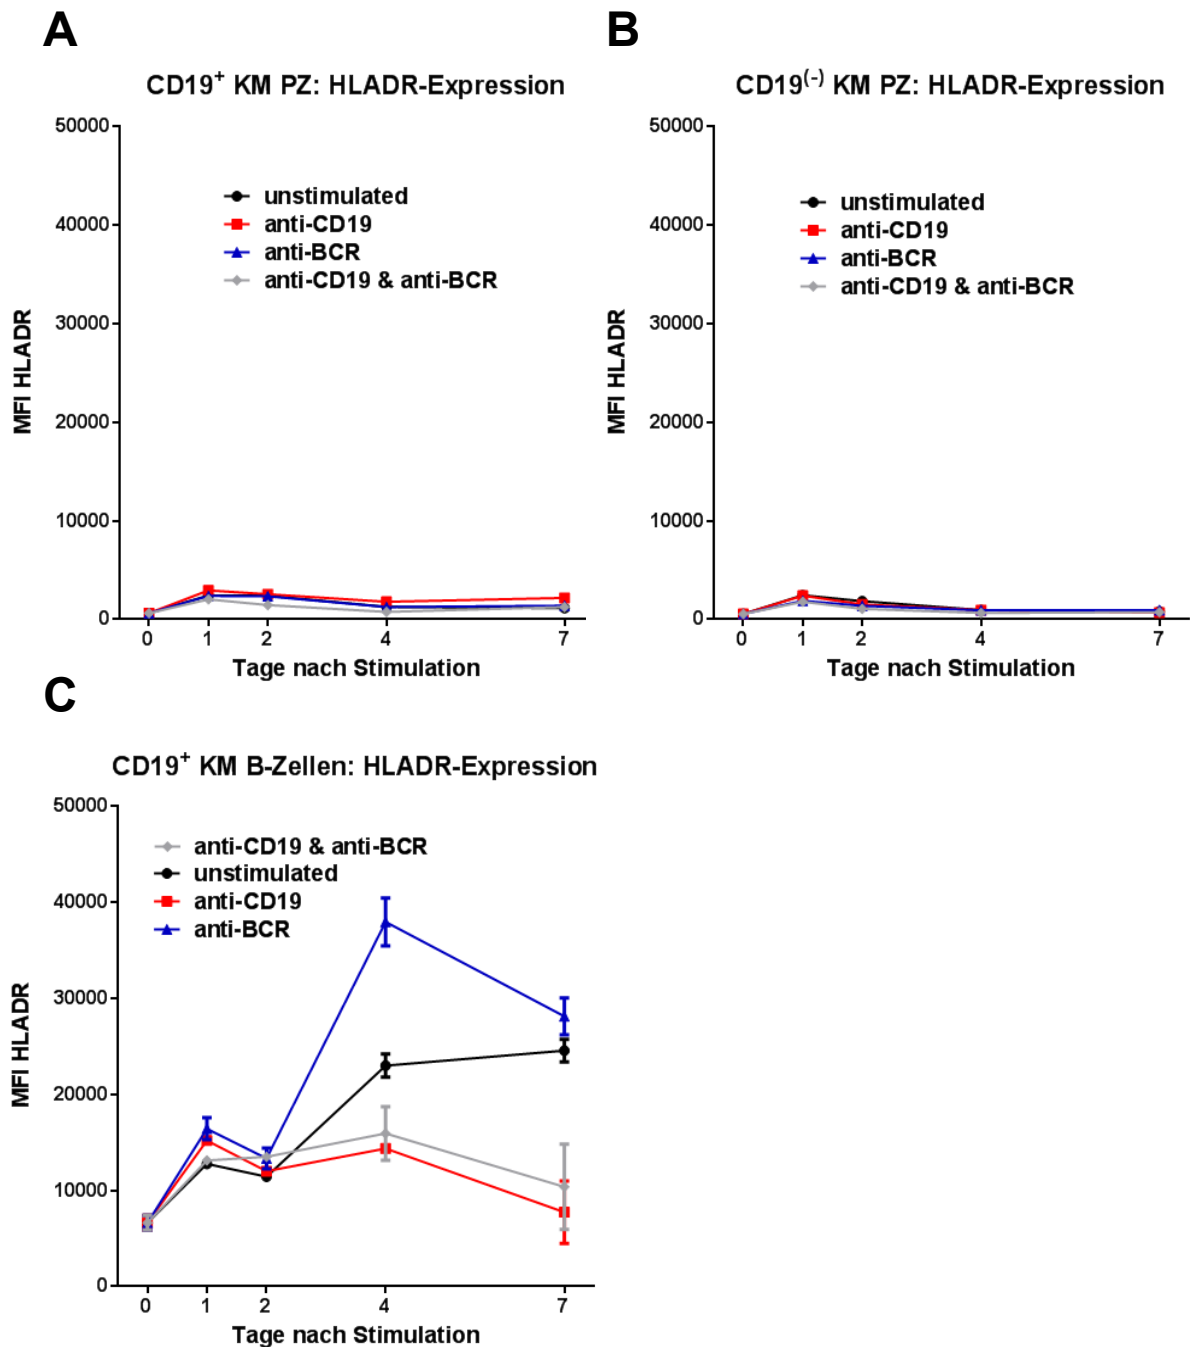 A
CD19+ KM PZ: HLADR-Expression
50000
40000
30000
20000
10000
0
MFI HLADR
unstimulated
anti-CD19
anti-BCR
anti-CD19 & anti-BCR
0 1 2 4 7
Tage nach Stimulation
B
CD19(-) KM PZ: HLADR-Expression
50000
40000
30000
20000
10000
0
MFI HLADR
unstimulated
anti-CD19
anti-BCR
anti-CD19 & anti-BCR
0 1 2 4 7
Tage nach Stimulation
C
CD19+ KM B-Zellen: HLADR-Expression
50000
40000
30000
20000
10000
0
MFI HLADR
anti-CD19 & anti-BCR
unstimulated
anti-CD19
anti-BCR
0 1 2 4 7
Tage nach Stimulation